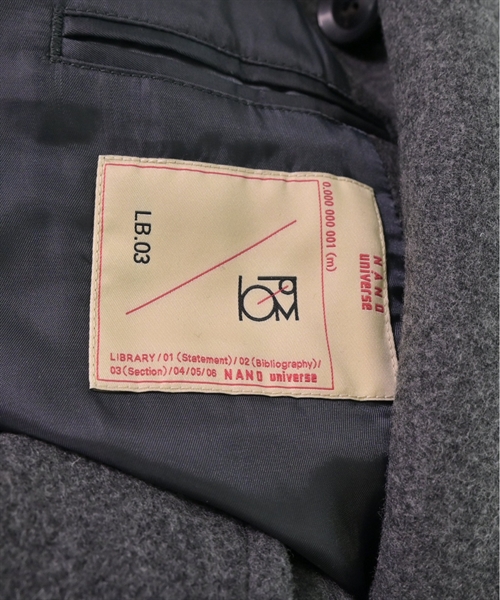 0.000 000 001 (m)
NANO
universe
LB.03
LIBRARY/01 (Statement)/02 (Bibliography)/
03 (Section)/04/05/06 NANO universe